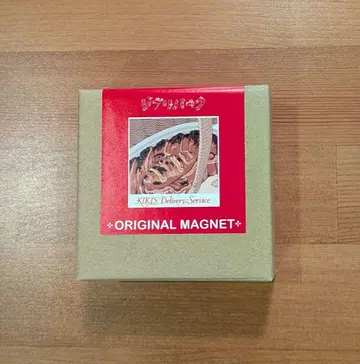 ジブリパーク
KIKI'S Delivery Service
ORIGINAL MAGNET